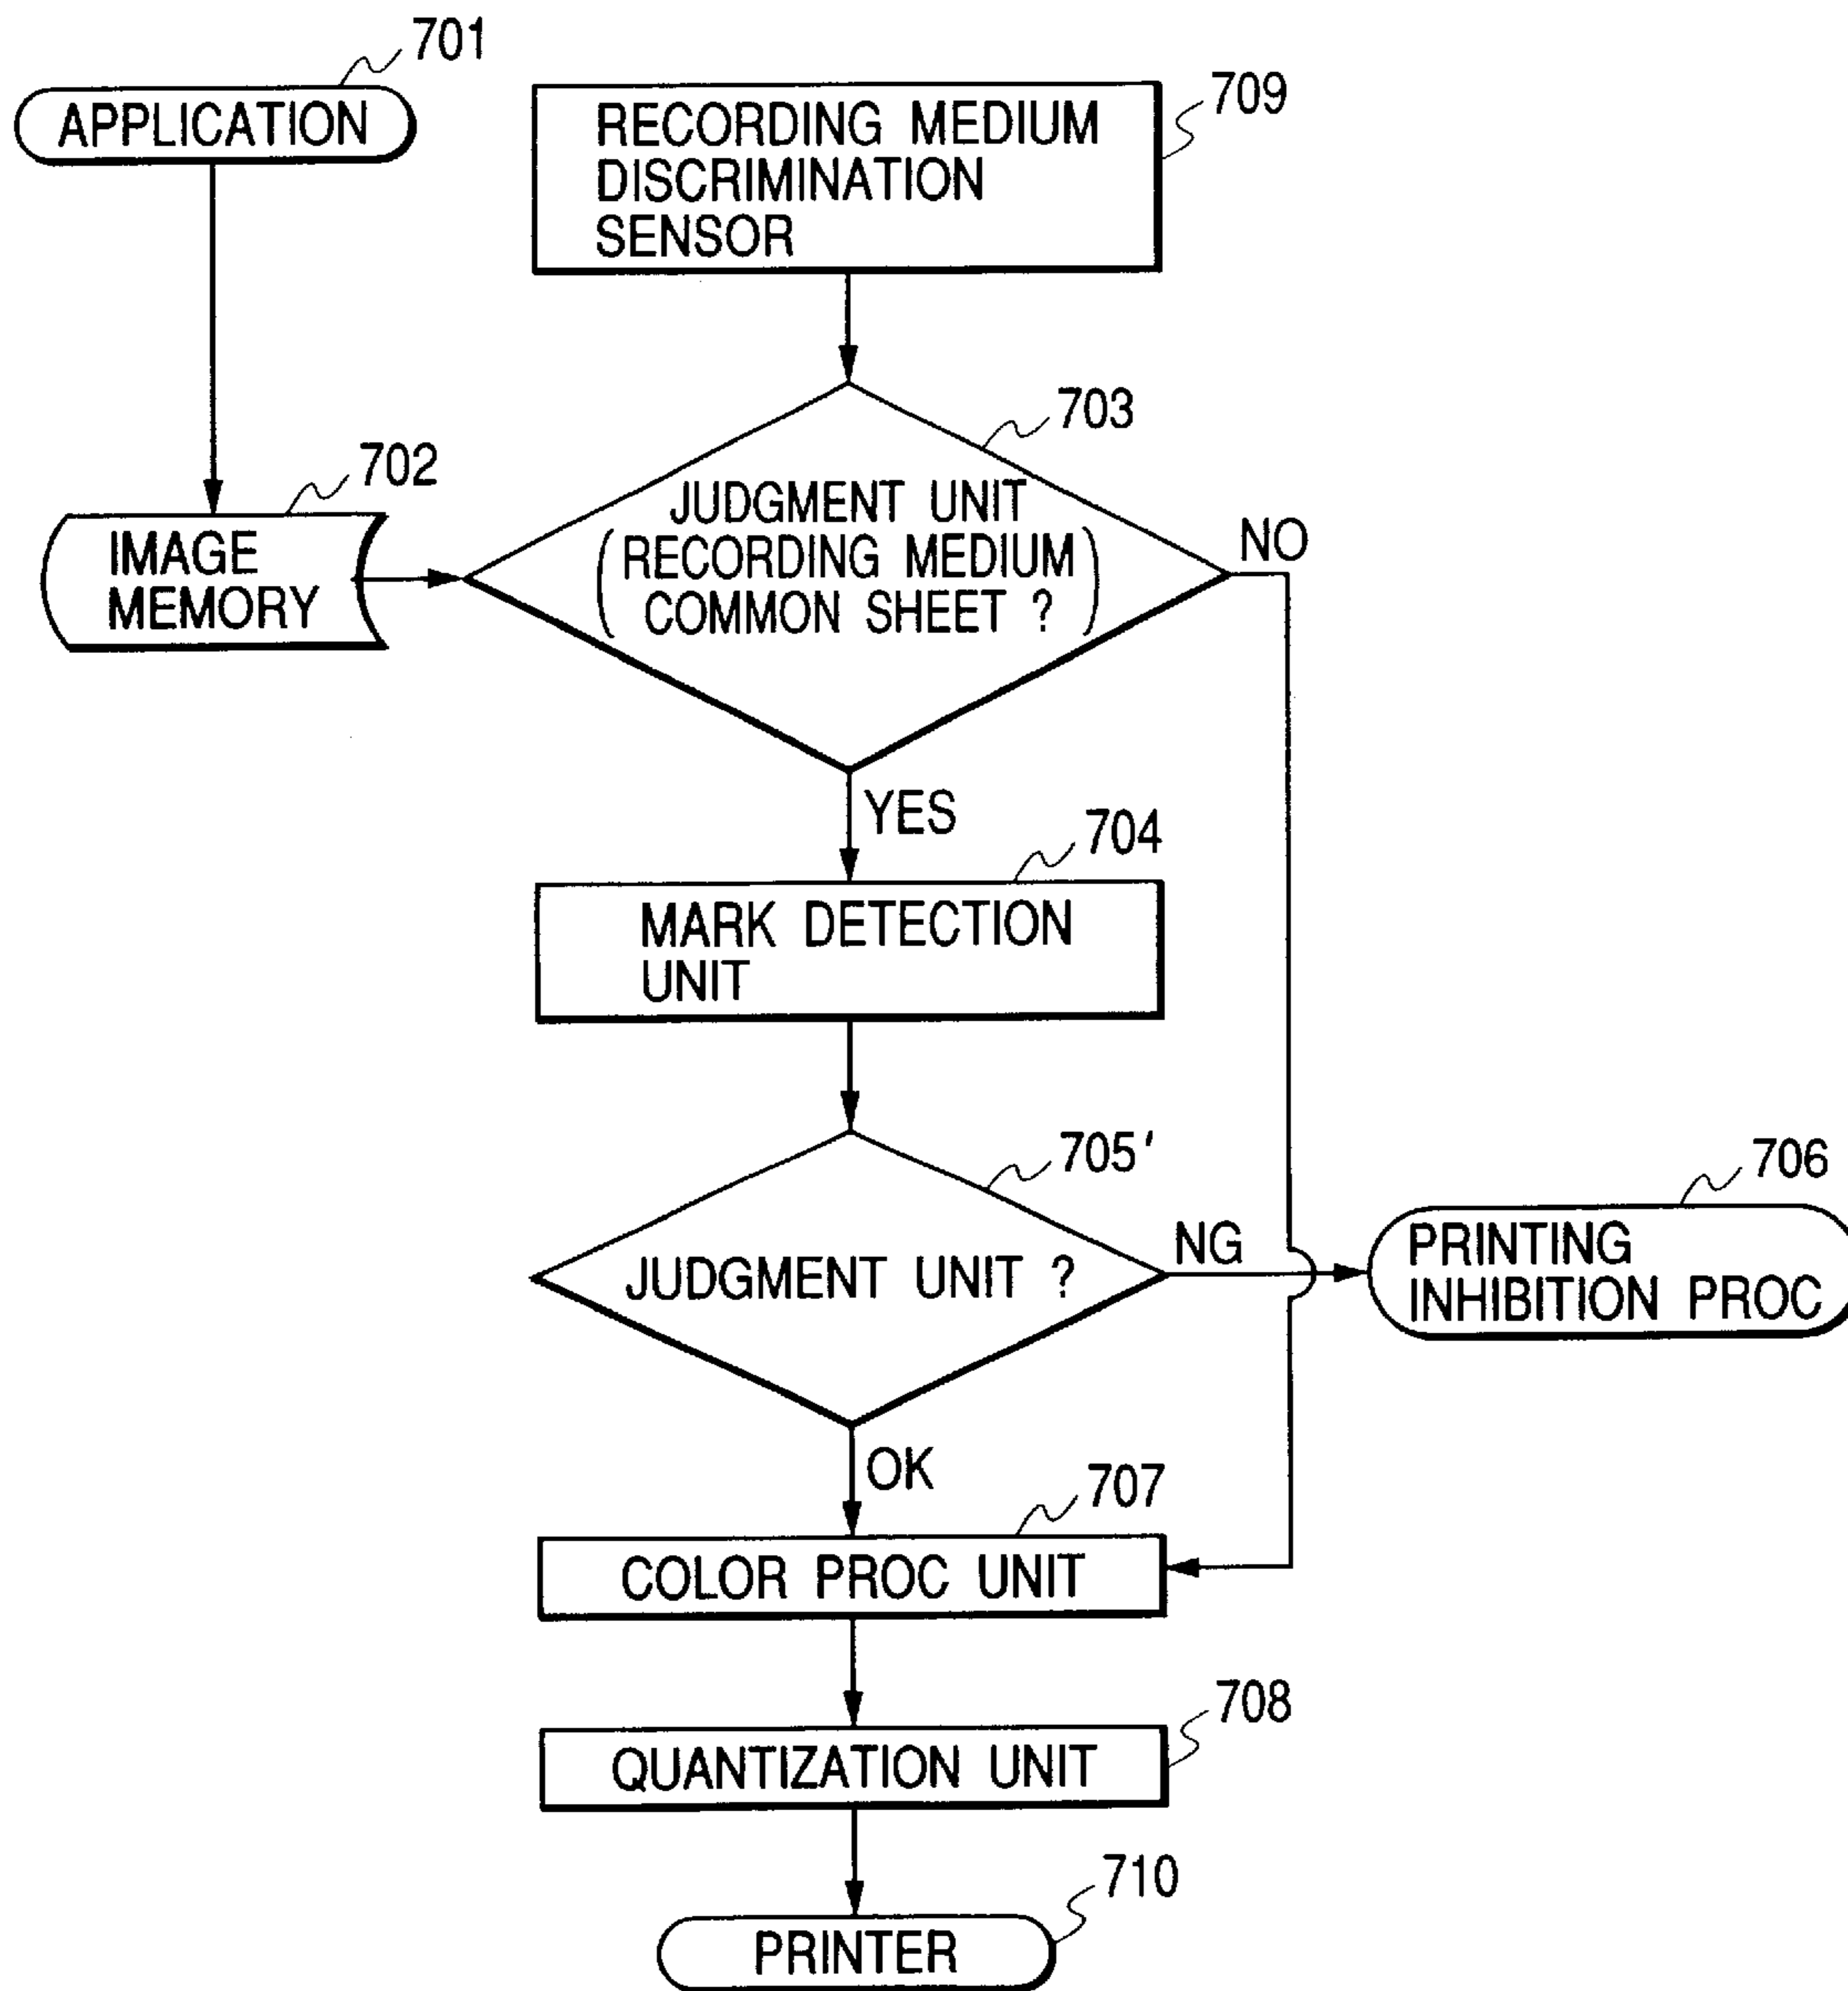 701
APPLICATION
709
RECORDING MEDIUM
DISCRIMINATION
SENSOR
703
702
IMAGE
MEMORY
JUDGMENT UNIT
(RECORDING MEDIUM
COMMON SHEET ?)
NO
YES
704
MARK DETECTION
UNIT
705'
JUDGMENT UNIT ?
NG
706
PRINTING
INHIBITION PROC
OK
707
COLOR PROC UNIT
708
QUANTIZATION UNIT
710
PRINTER